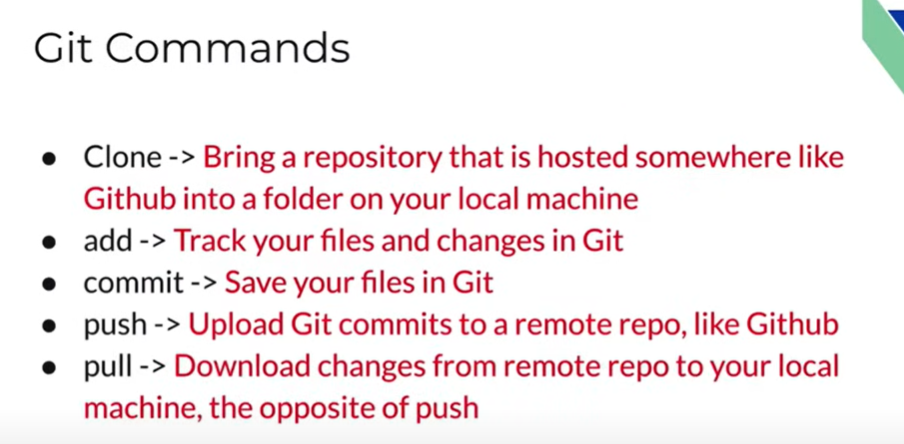 Git Commands
● Clone -> Bring a repository that is hosted somewhere like
Github into a folder on your local machine
● add -> Track your files and changes in Git
● commit -> Save your files in Git
● push -> Upload Git commits to a remote repo, like Github
● pull -> Download changes from remote repo to your local
machine, the opposite of push